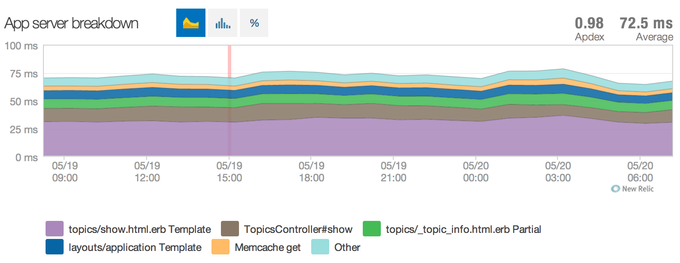 App server breakdown
%
0.98 72.5 ms
Apdex Average
100 ms
75 ms
50 ms
25 ms
0 ms
05/19 05/19 05/19 05/19 05/19 05/20 05/20 05/20
09:00 12:00 15:00 18:00 21:00 00:00 03:00 06:00
New Relic
topics/show.html.erb Template TopicsController#show topics/_topic_info.html.erb Partial
layouts/application Template Memcache get Other